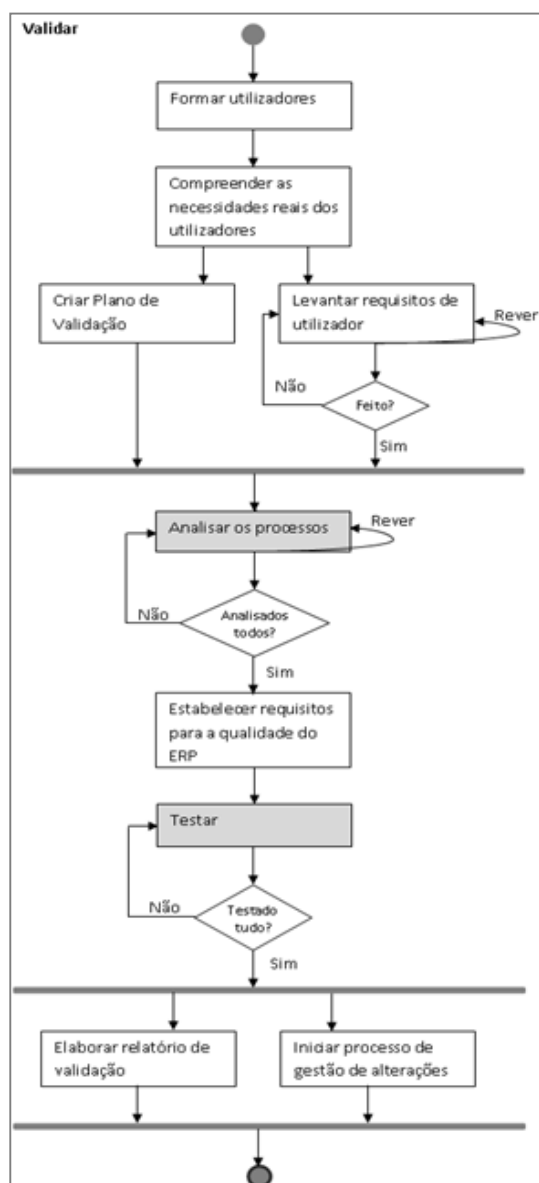 Validar
Formar utilizadores
Compreender as
necessidades reais dos
utilizadores
Criar Plano de
Validação
Levantar requisitos de
utilizador
Rever
Não
Feito?
Sim
Analisar os processos
Rever
Não
Analisados
todos?
Sim
Estabelecer requisitos
para a qualidade do
ERP
Testar
Não
Testado
tudo?
Sim
Elaborar relatório de
validação
Iniciar processo de
gestão de alterações